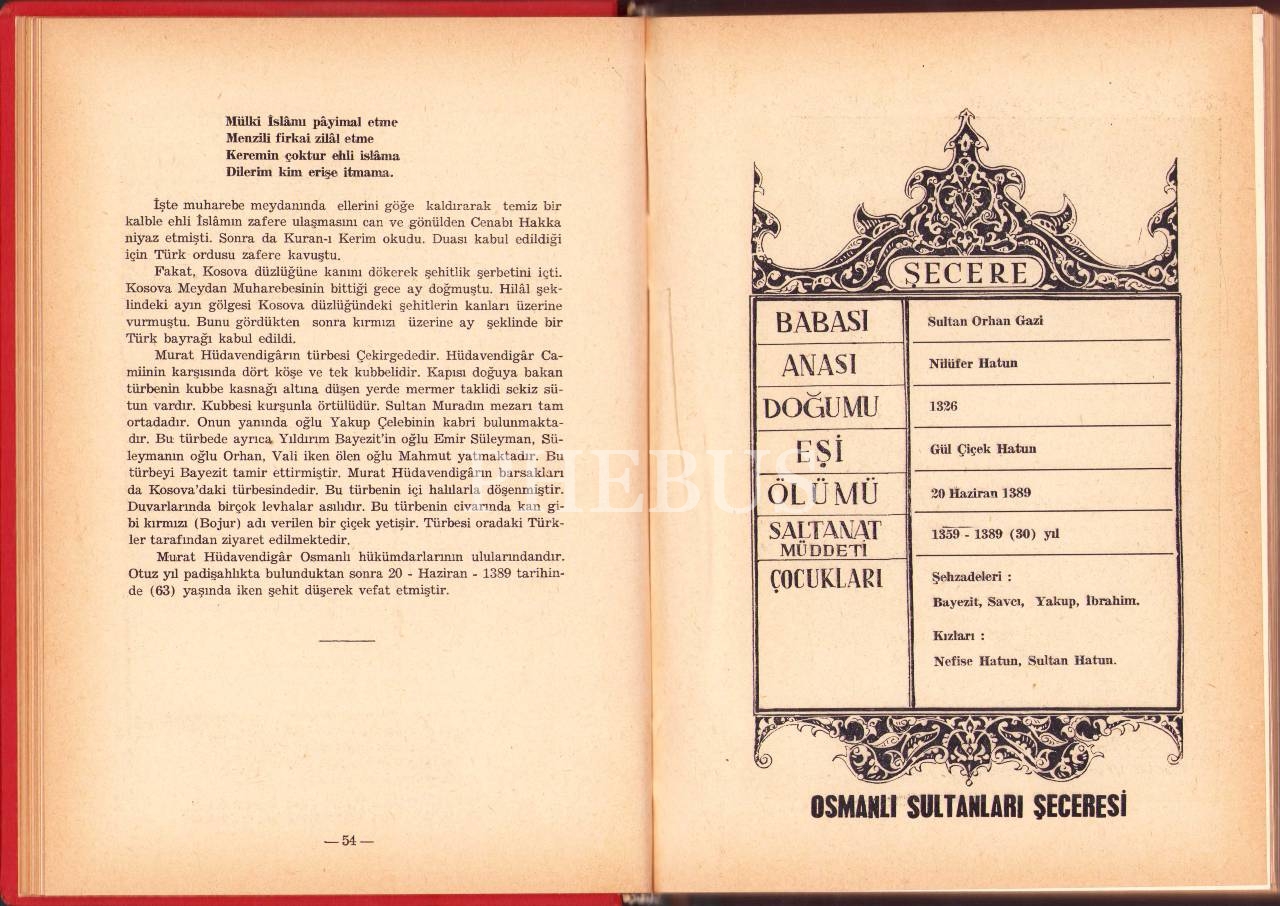 Mülki İslâmı pâyimal etme
Menzili firkai zilâl etme
Keremin çoktur ehli islâma
Dilerim kim erişe itmama.
İşte muharebe meydanında ellerini göğe kaldırarak temiz bir
kalble ehli İslâmın zafere ulaşmasını can ve gönülden Cenabı Hakka
niyaz etmişti. Sonra da Kuran-ı Kerim okudu. Duası kabul edildiği
için Türk ordusu zafere kavuştu.
Fakat, Kosova düzlüğüne kanını dökerek şehitlik şerbetini içti.
Kosova Meydan Muharebesinin bittiği gece ay doğmuştu. Hilâl şek-
lindeki ayın gölgesi Kosova düzlüğündeki şehitlerin kanları üzerine
vurmuştu. Bunu gördükten sonra kırmızı üzerine ay şeklinde bir
Türk bayrağı kabul edildi.
Murat Hüdavendigârın türbesi Çekirgededir. Hüdavendigâr Ca-
miinin karşısında dört köşe ve tek kubbelidir. Kapısı doğuya bakan
türbenin kubbe kasnağı altına düşen yerde mermer taklidi sekiz sü-
tun vardır. Kubbesi kurşunla örtülüdür. Sultan Muradın mezarı tam
ortadadır. Onun yanında oğlu Yakup Çelebinin kabri bulunmakta-
dır. Bu türbede ayrıca, Yıldırım Bayezit'in oğlu Emir Süleyman, Sü-
leymanın oğlu Orhan, Vali iken ölen oğlu Mahmut yatmaktadır. Bu
türbeyi Bayezit tamir ettirmiştir. Murat Hüdavendigârın barsakları
da Kosova'daki türbesindedir. Bu türbenin içi halılarla döşenmiştir.
Duvarlarında birçok levhalar asılıdır. Bu türbenin civarında kan gi-
bi kırmızı (Bojur) adı verilen bir çiçek yetişir. Türbesi oradaki Türk-
ler tarafından ziyaret edilmektedir.
Murat Hüdavendigâr Osmanlı hükümdarlarının ulularındandır.
Otuz yıl padişahlıkta bulunduktan sonra 20 - Haziran - 1389 tarihin-
de (63) yaşında iken şehit düşerek vefat etmiştir.
— 54 —
PHEBUS
ŞECERE
BABASI Sultan Orhan Gazi
ANASI Nilüfer Hatun
DOĞUMU 1326
EŞİ Gül Çiçek Hatun
ÖLÜMÜ 20 Haziran 1389
SALTANAT
MÜDDETİ 1359 - 1389 (30) yıl
ÇOCUKLARI Şehzadeleri :
Bayezit, Savcı, Yakup, İbrahim.
Kızları :
Nefise Hatun, Sultan Hatun.
OSMANLI SULTANLARI ŞECERESİ